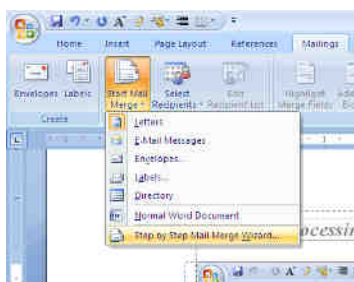 Home Insert Page Layout References Mailings
Envelopes Labels Start Mail Merge Select Recipients Edit Recipient List Highlight Merge Fields
Create
Letters
E-Mail Messages
Envelopes...
Labels...
Directory
Normal Word Document
Step by Step Mail Merge Wizard...